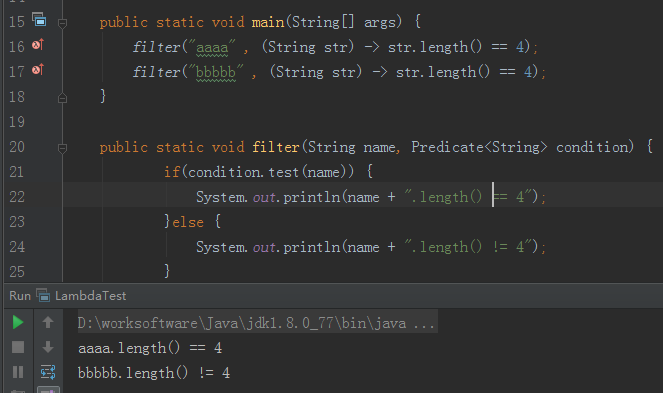 15 public static void main(String[] args) {
16 filter("aaaa" , (String str) -> str.length() == 4);
17 filter("bbbbb" , (String str) -> str.length() == 4);
18 }
19
20 public static void filter(String name, Predicate<String> condition) {
21 if(condition.test(name)) {
22 System.out.println(name + ".length() == 4");
23 }else {
24 System.out.println(name + ".length() != 4");
25 }
Run LambdaTest
D:\worksoftware\Java\jdk1.8.0_77\bin\java ...
aaaa.length() == 4
bbbbb.length() != 4